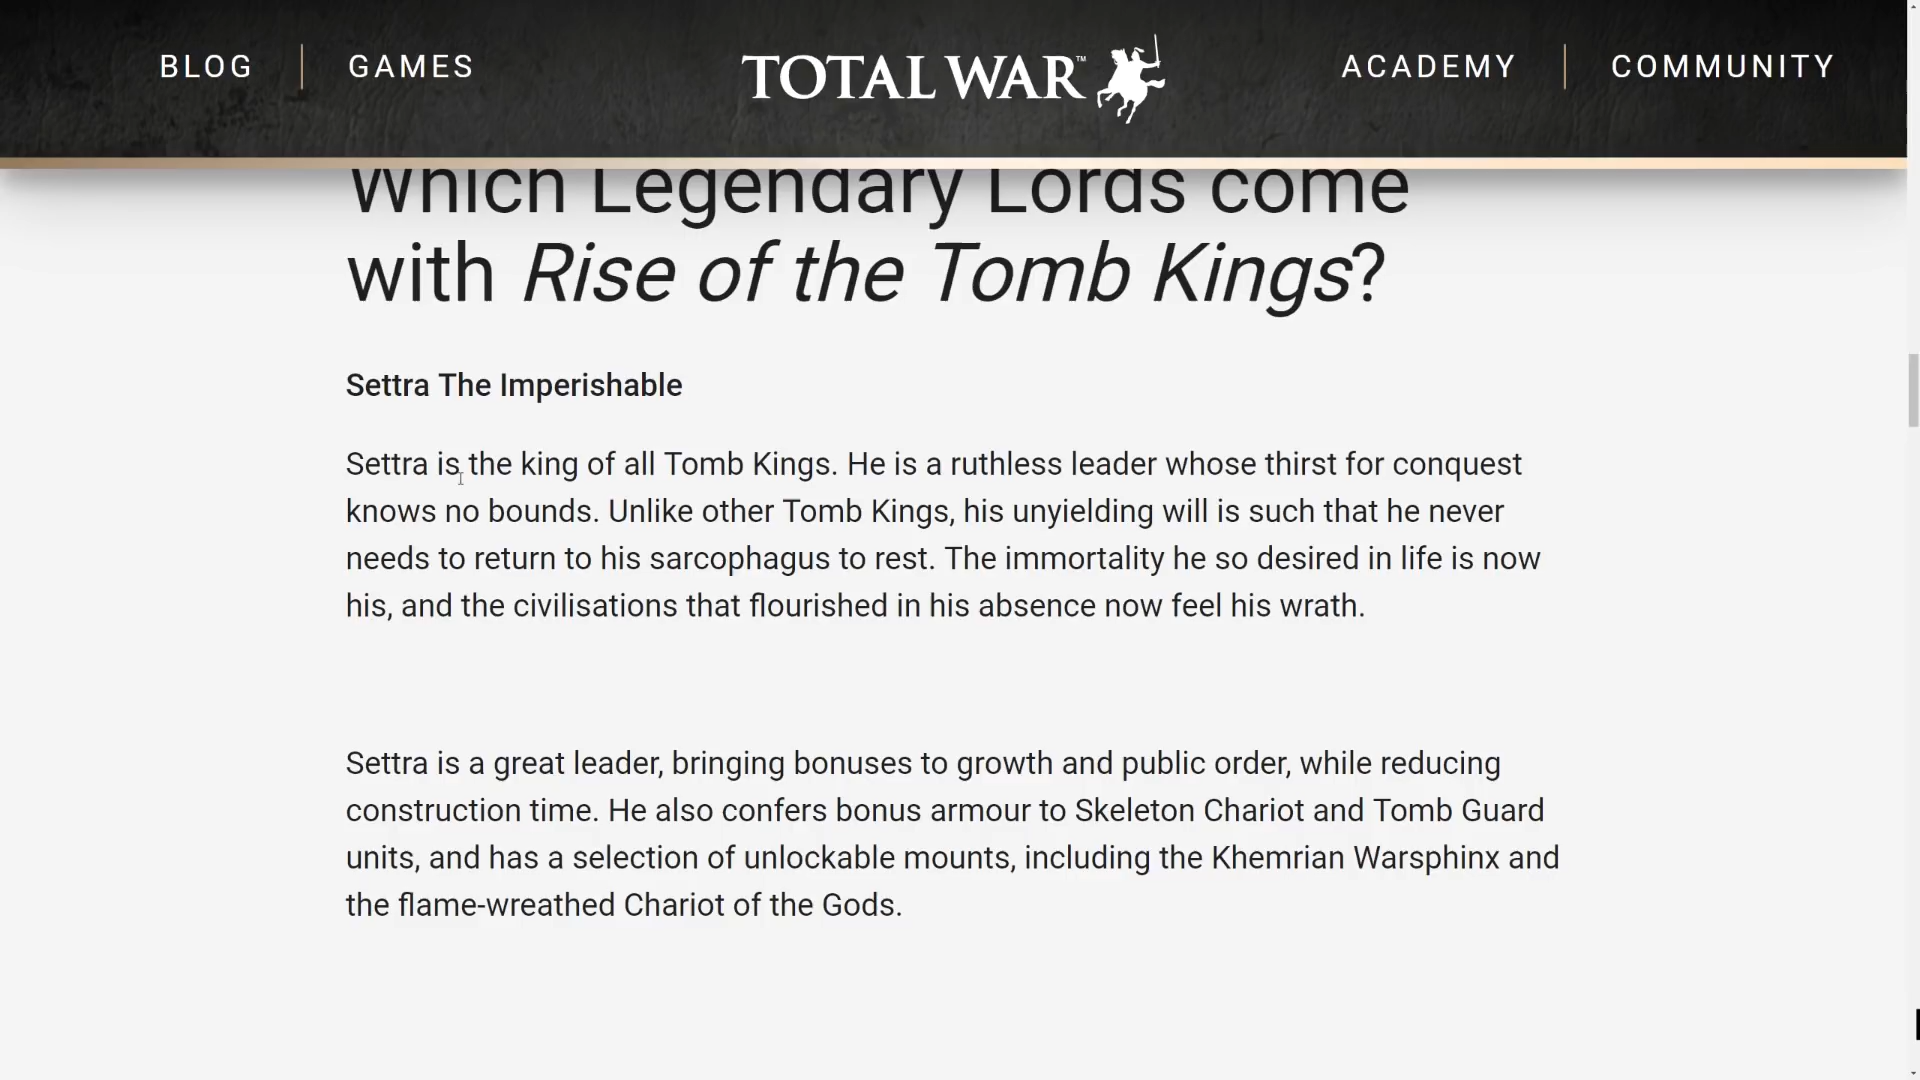 BLOG
GAMES
TOTAL WAR™
ACADEMY
COMMUNITY
Which Legendary Lords come
with Rise of the Tomb Kings?
Settra The Imperishable
Settra is the king of all Tomb Kings. He is a ruthless leader whose thirst for conquest
knows no bounds. Unlike other Tomb Kings, his unyielding will is such that he never
needs to return to his sarcophagus to rest. The immortality he so desired in life is now
his, and the civilisations that flourished in his absence now feel his wrath.
Settra is a great leader, bringing bonuses to growth and public order, while reducing
construction time. He also confers bonus armour to Skeleton Chariot and Tomb Guard
units, and has a selection of unlockable mounts, including the Khemrian Warsphinx and
the flame-wreathed Chariot of the Gods.